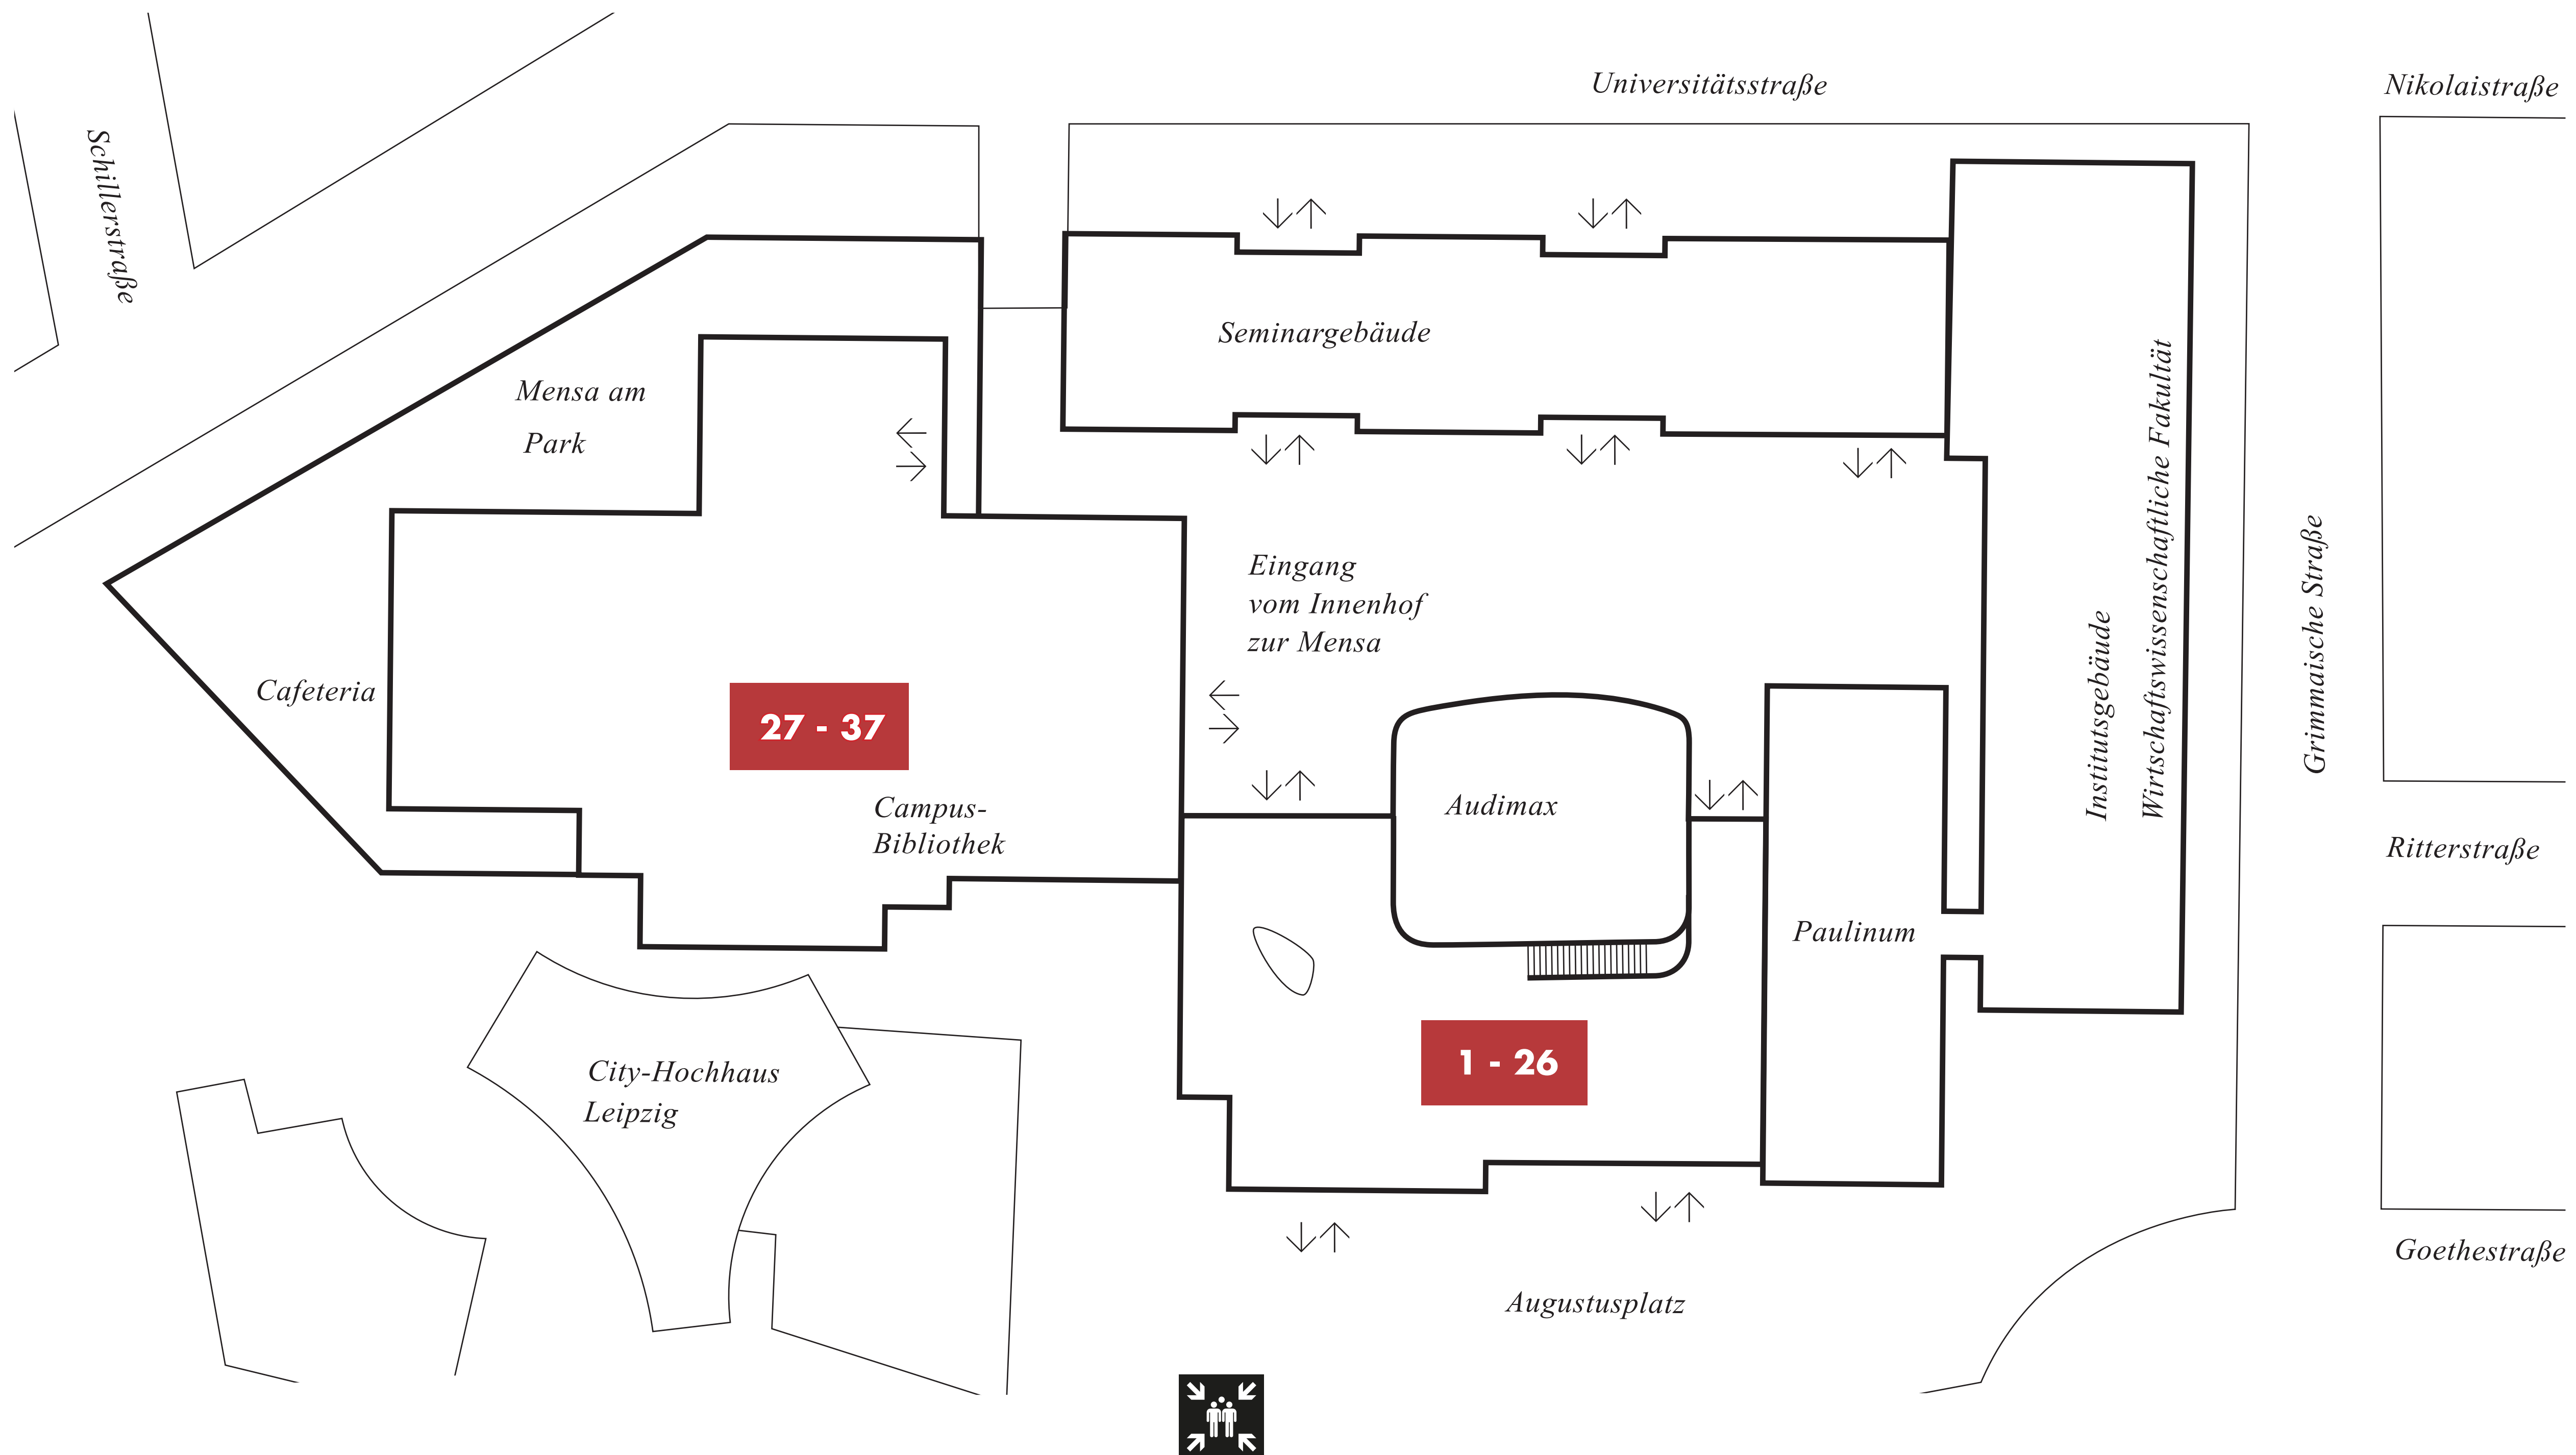 Universitätsstraße
Nikolaistraße
Schillerstraße
Seminargebäude
Mensa am
Park
Eingang
vom Innenhof
zur Mensa
Institutsgebäude
Wirtschaftswissenschaftliche Fakultät
Grimmaische Straße
Cafeteria
27 - 37
Campus-
Bibliothek
Audimax
Ritterstraße
Paulinum
1 - 26
City-Hochhaus
Leipzig
Goethestraße
Augustusplatz